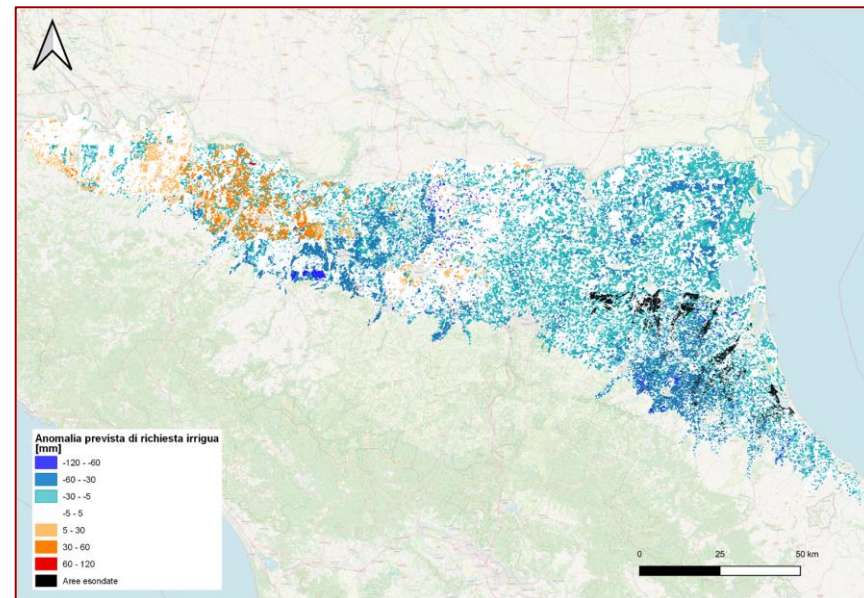 Anomalia prevista di richiesta irrigua
[mm]
-120 - -60
-60 - -30
-30 - -5
-5 - 5
5 - 30
30 - 60
60 - 120
Aree esondate
0 25 50 km